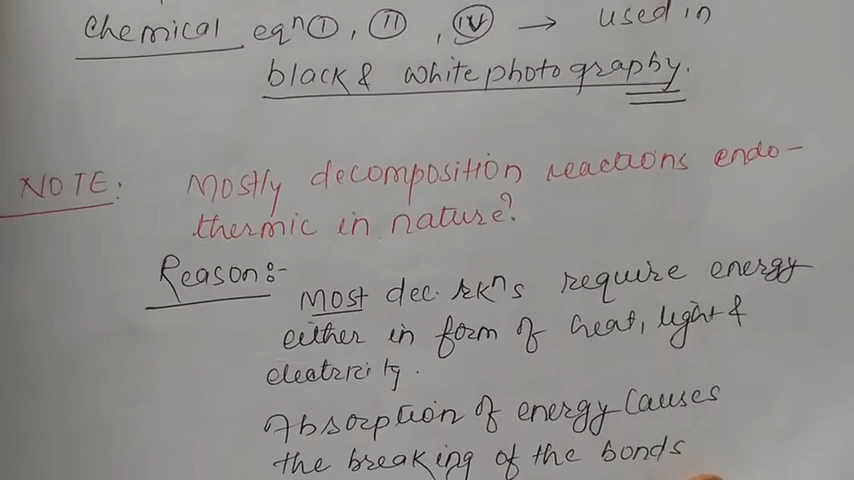 Chemical eqn ①, ②, ④ → used in
black & white photography.
NOTE: Mostly decomposition reactions endo-
thermic in nature?
Reason:-
Most dec. rkns require energy
either in form of heat, light &
electricity.
Absorption of energy causes
the breaking of the bonds